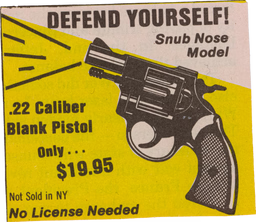 DEFEND YOURSELF!
Snub Nose
Model
.22 Caliber
Blank Pistol
Only...
$19.95
Not Sold in NY
No License Needed